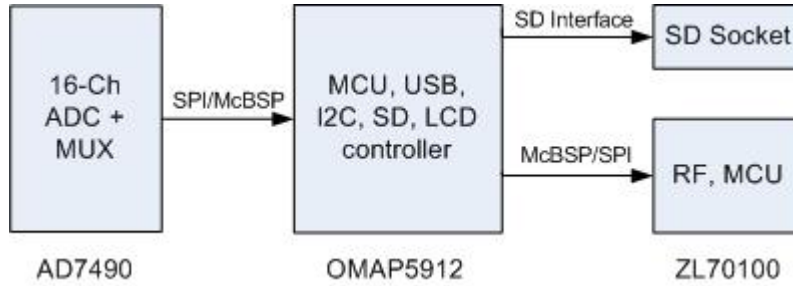 16-Ch
ADC +
MUX
SPI/McBSP
MCU, USB,
I2C, SD, LCD
controller
SD Interface
SD Socket
McBSP/SPI
RF, MCU
AD7490
OMAP5912
ZL70100